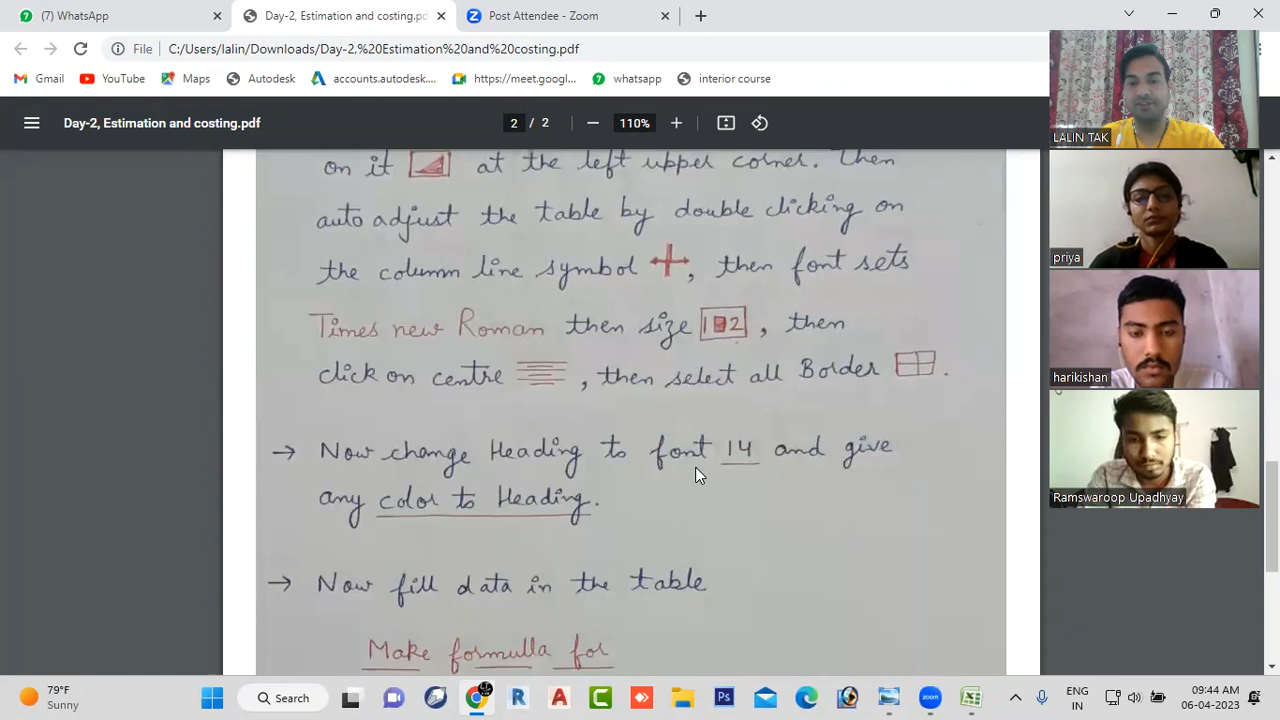 (7) WhatsApp
Day-2, Estimation and costing.pdf
Post Attendee - Zoom
File
C:/Users/lalin/Downloads/Day-2,%20Estimation%20and%20costing.pdf
Gmail
YouTube
Maps
Autodesk
accounts.autodesk...
https://meet.googl...
whatsapp
interior course
Day-2, Estimation and costing.pdf
2 / 2
110%
on it at the left upper corner. Then
auto adjust the table by double clicking on
the column line symbol , then font sets
Times new Roman then size 12 , then
click on centre , then select all Border .
→ Now change Heading to font 14 and give
any color to Heading.
→ Now fill data in the table
Make formulla for
LALIN TAK
priya
harikishan
Ramswaroop Upadhyay
79°F
Sunny
Search
ENG
IN
09:44 AM
06-04-2023